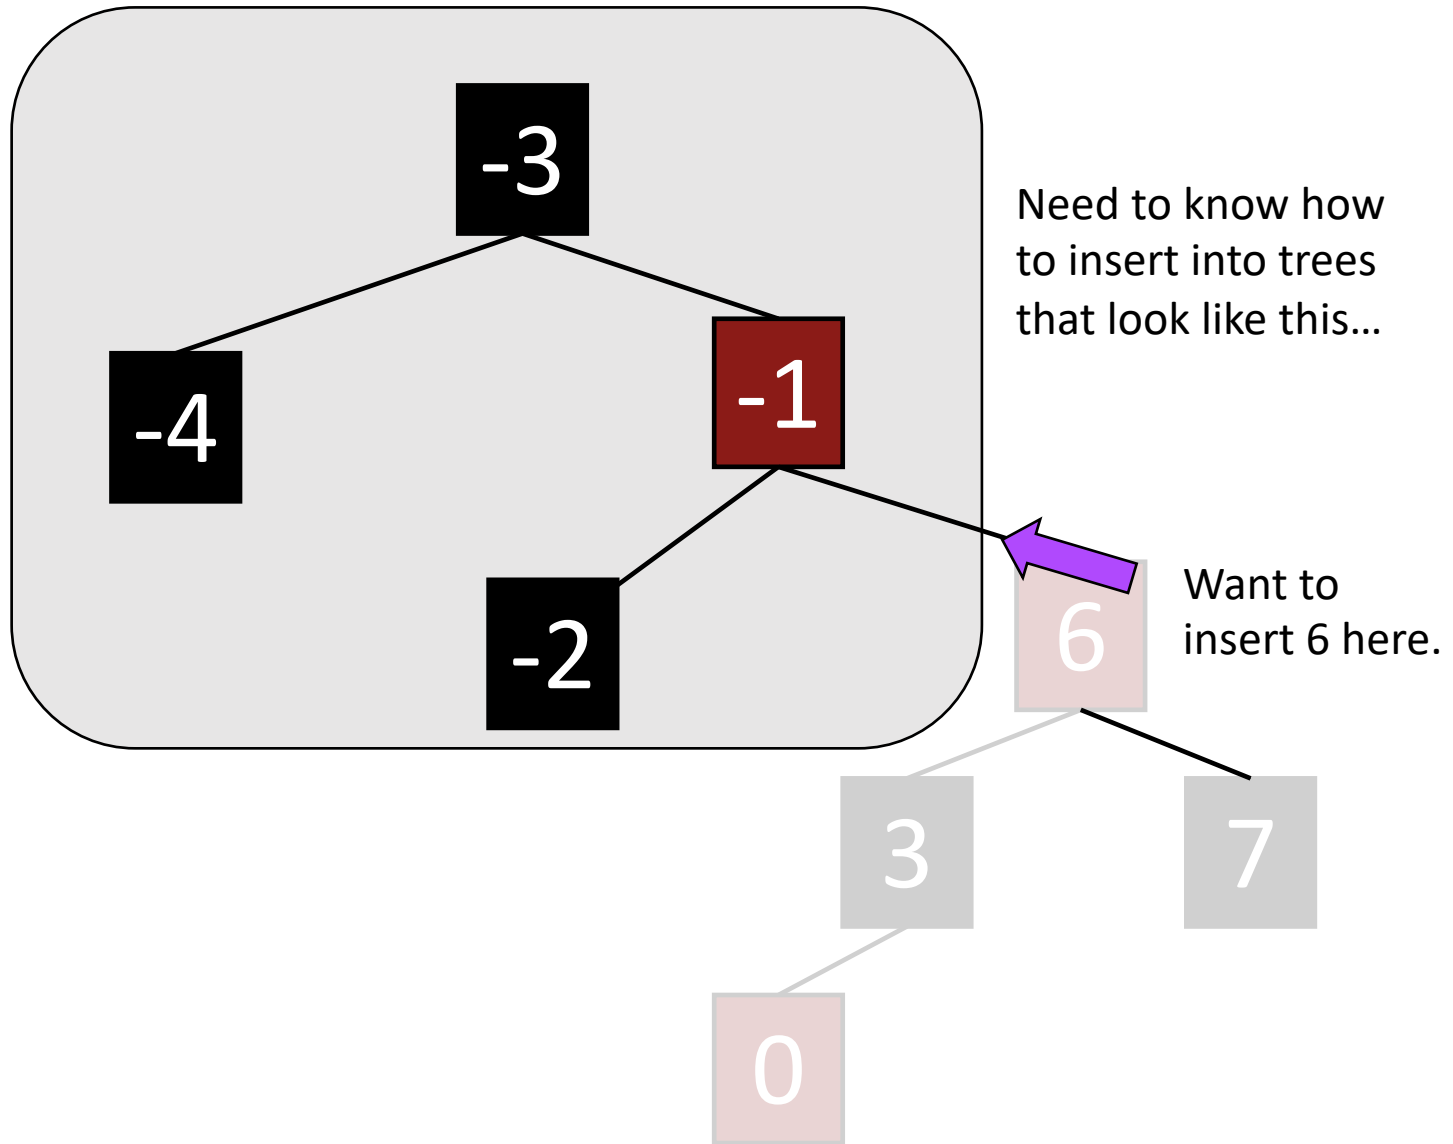 -3
Need to know how
to insert into trees
that look like this…
-4
-1
-2
6
Want to
insert 6 here.
3
7
0